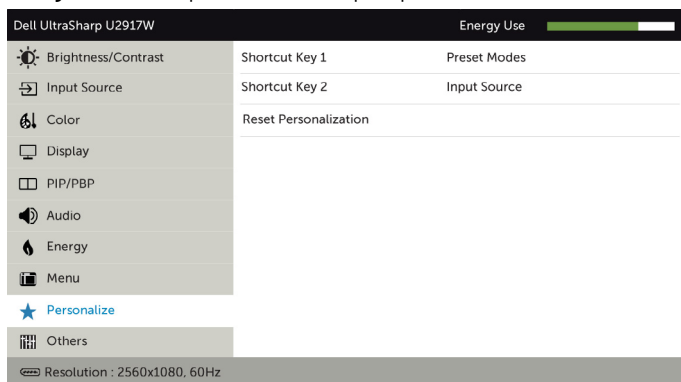 Dell UltraSharp U2917W Energy Use
Brightness/Contrast Shortcut Key 1 Preset Modes
Input Source Shortcut Key 2 Input Source
Color Reset Personalization
Display
PIP/PBP
Audio
Energy
Menu
Personalize
Others
Resolution : 2560x1080, 60Hz